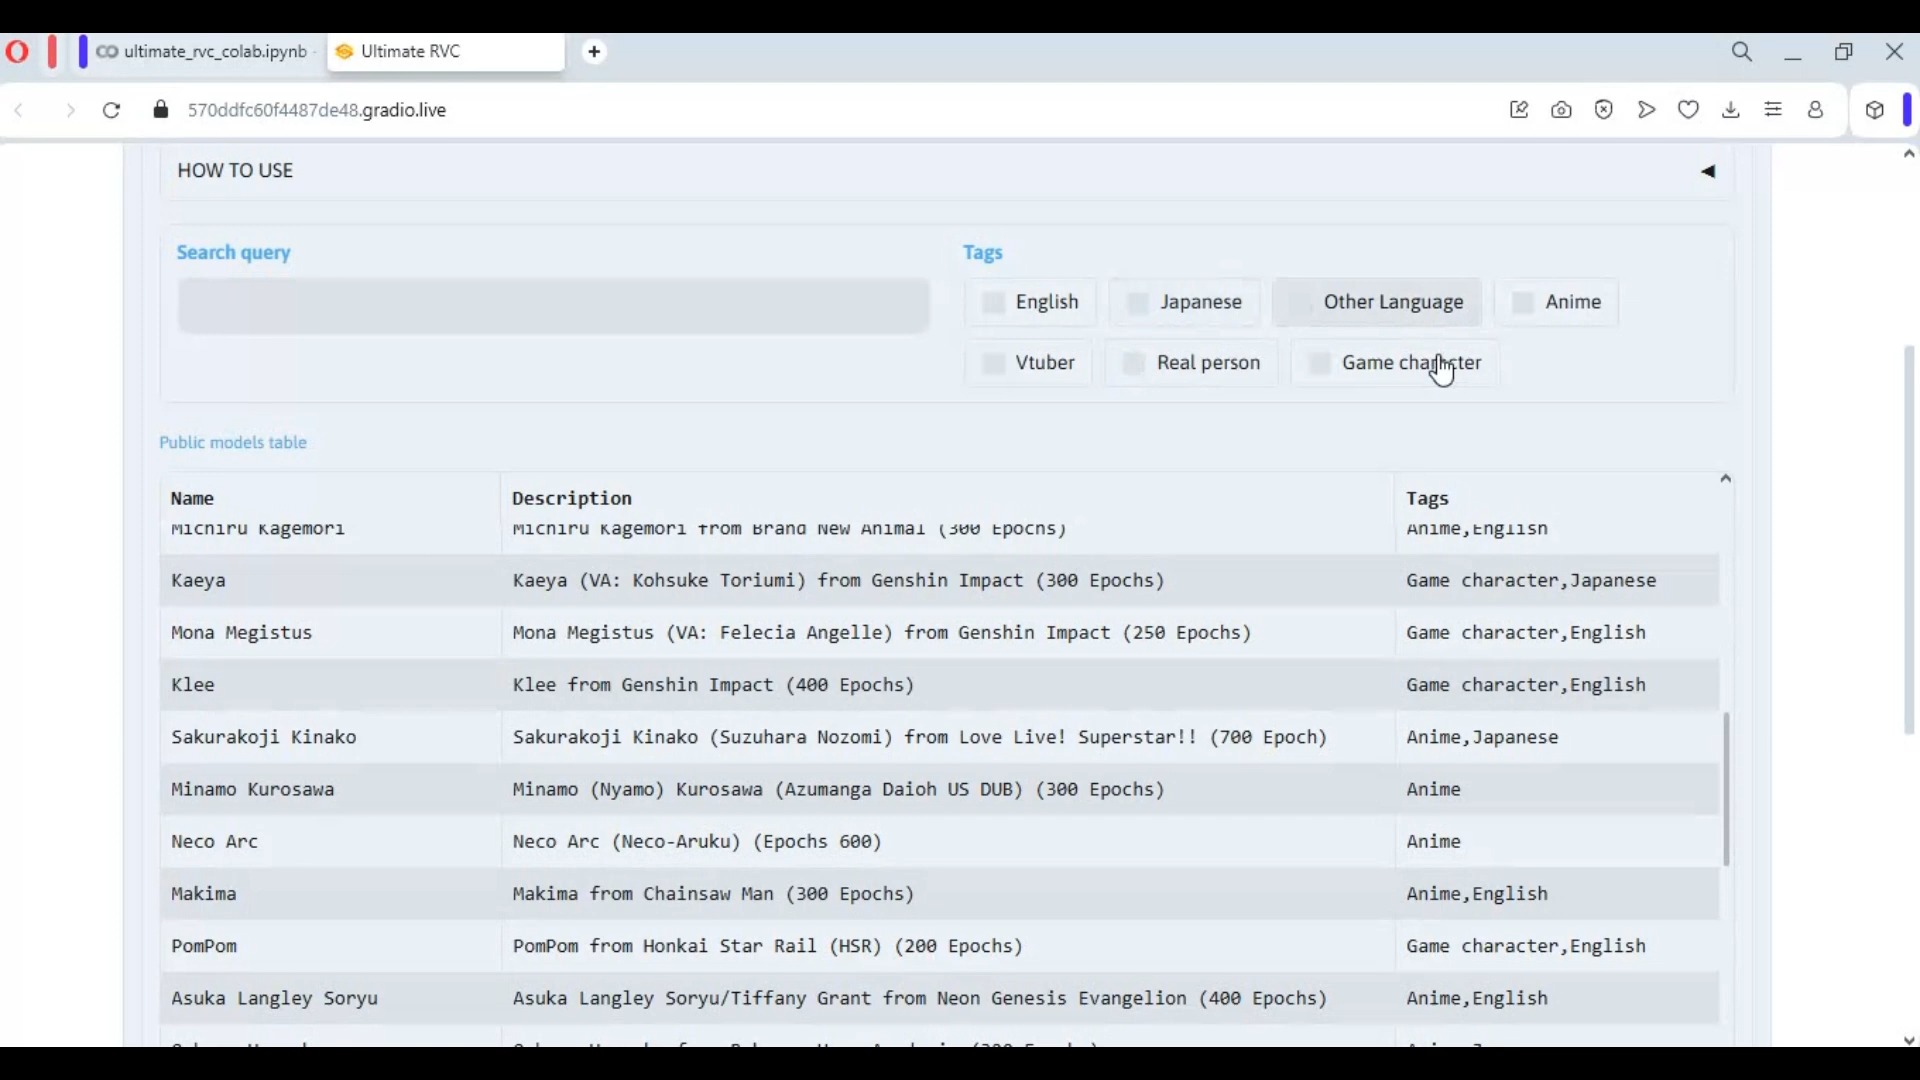 ultimate_rvc_colab.ipynb
Ultimate RVC
570ddfc60f4487de48.gradio.live
HOW TO USE
Search query
Tags
English
Japanese
Other Language
Anime
Vtuber
Real person
Game character
Public models table
Name Description Tags
Michiru Kagemori Michiru Kagemori from Brand New Animal (300 Epochs) Anime,English
Kaeya Kaeya (VA: Kohsuke Toriumi) from Genshin Impact (300 Epochs) Game character,Japanese
Mona Megistus Mona Megistus (VA: Felecia Angelle) from Genshin Impact (250 Epochs) Game character,English
Klee Klee from Genshin Impact (400 Epochs) Game character,English
Sakurakoji Kinako Sakurakoji Kinako (Suzuhara Nozomi) from Love Live! Superstar!! (700 Epoch) Anime,Japanese
Minamo Kurosawa Minamo (Nyamo) Kurosawa (Azumanga Daioh US DUB) (300 Epochs) Anime
Neco Arc Neco Arc (Neco-Aruku) (Epochs 600) Anime
Makima Makima from Chainsaw Man (300 Epochs) Anime,English
PomPom PomPom from Honkai Star Rail (HSR) (200 Epochs) Game character,English
Asuka Langley Soryu Asuka Langley Soryu/Tiffany Grant from Neon Genesis Evangelion (400 Epochs) Anime,English